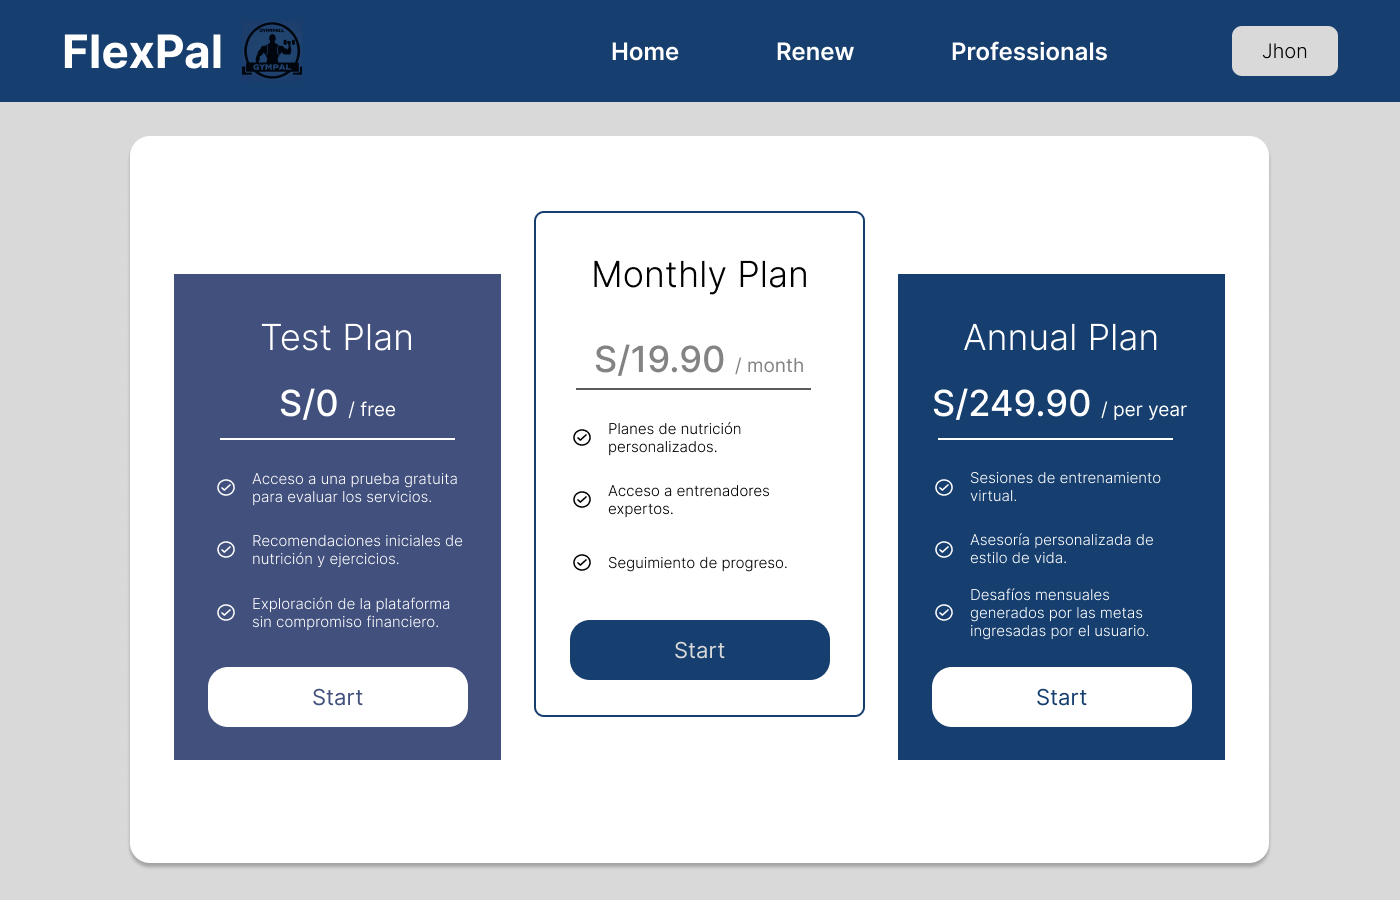 FlexPal
GYMPALL
GYMPAL
Home
Renew
Professionals
Jhon
Test Plan
S/0 / free
Acceso a una prueba gratuita
para evaluar los servicios.
Recomendaciones iniciales de
nutrición y ejercicios.
Exploración de la plataforma
sin compromiso financiero.
Start
Monthly Plan
S/19.90 / month
Planes de nutrición
personalizados.
Acceso a entrenadores
expertos.
Seguimiento de progreso.
Start
Annual Plan
S/249.90 / per year
Sesiones de entrenamiento
virtual.
Asesoría personalizada de
estilo de vida.
Desafíos mensuales
generados por las metas
ingresadas por el usuario.
Start